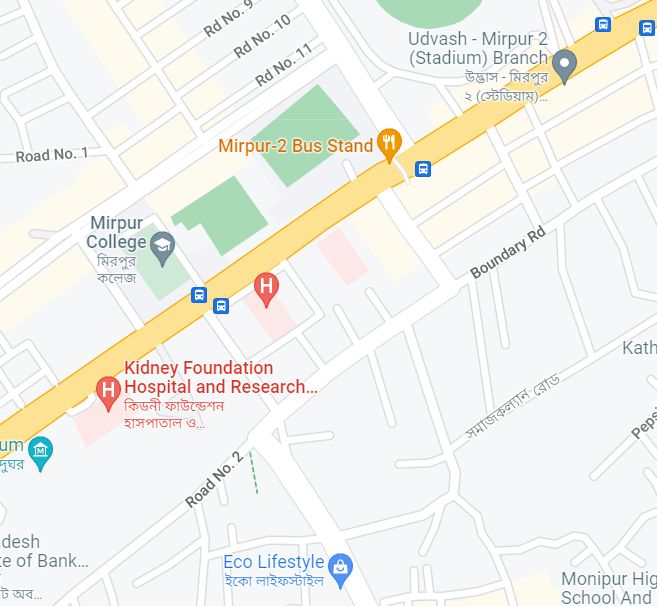 Rd No. 9
Rd No. 10
Rd No. 11
Udvash - Mirpur 2
(Stadium) Branch
উদ্ভাস - মিরপুর
২ (স্টেডিয়াম)...
Road No. 1
Mirpur-2 Bus Stand
Mirpur
College
মিরপুর
কলেজ
Boundary Rd
H
Kidney Foundation
Hospital and Research...
কিডনী ফাউন্ডেশন
হাসপাতাল ও...
H
Kath
সমাজকল্যান রোড
Pepsi
um
দুঘর
Road No. 2
desh
te of Bank...
ট অব...
Eco Lifestyle
ইকো লাইফস্টাইল
Monipur Hig
School And